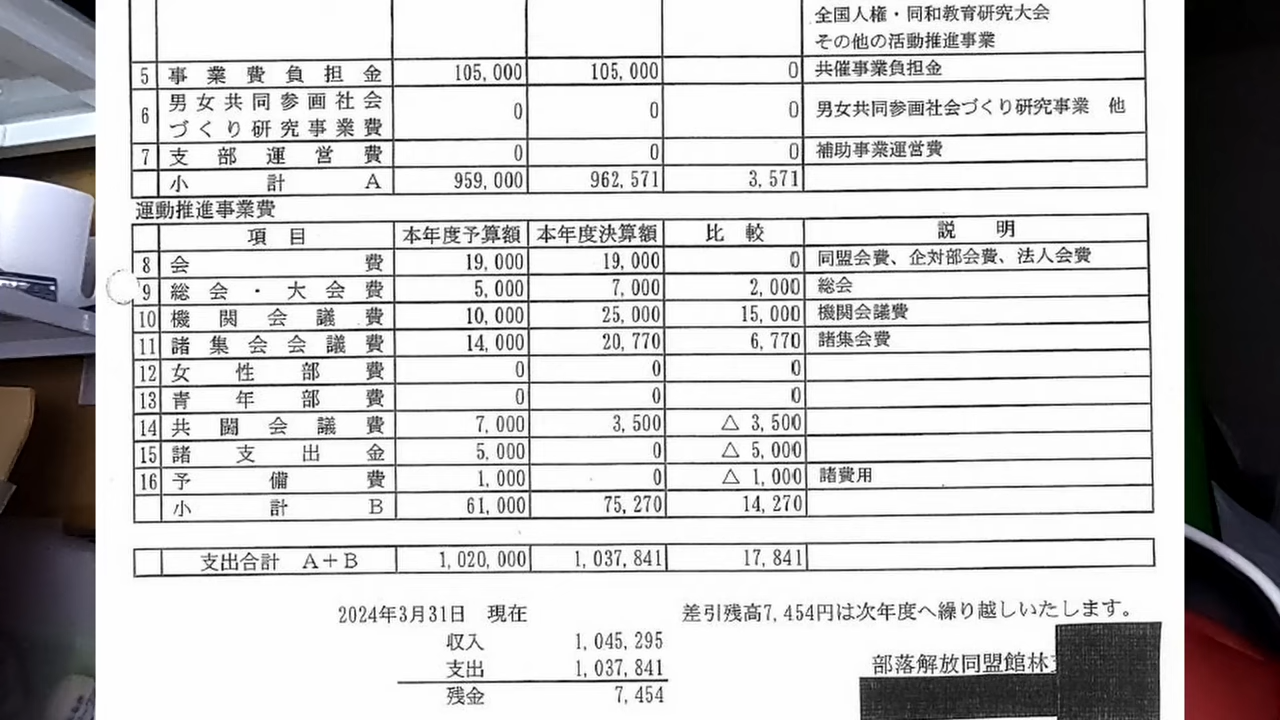 全国人権・同和教育研究大会
その他の活動推進事業
5 事業費負担金 105,000 105,000 0 共催事業負担金
6 男女共同参画社会づくり研究事業費 0 0 0 男女共同参画社会づくり研究事業 他
7 支部運営費 0 0 0 補助事業運営費
小計A 959,000 962,571 3,571
運動推進事業費
項目 本年度予算額 本年度決算額 比較 説明
8 会費 19,000 19,000 0 同盟会費、企対部会費、法人会費
9 総会・大会費 5,000 7,000 2,000 総会
10 機関会議費 10,000 25,000 15,000 機関会議費
11 諸集会会議費 14,000 20,770 6,770 諸集会費
12 女性部費 0 0 0
13 青年部費 0 0 0
14 共闘会議費 7,000 3,500 △ 3,500
15 諸支出金 5,000 0 △ 5,000
16 予備費 1,000 0 △ 1,000 諸費用
小計B 61,000 75,270 14,270
支出合計 A+B 1,020,000 1,037,841 17,841
2024年3月31日 現在 差引残高7,454円は次年度へ繰り越しいたします。
収入 1,045,295
支出 1,037,841
残金 7,454
部落解放同盟館林